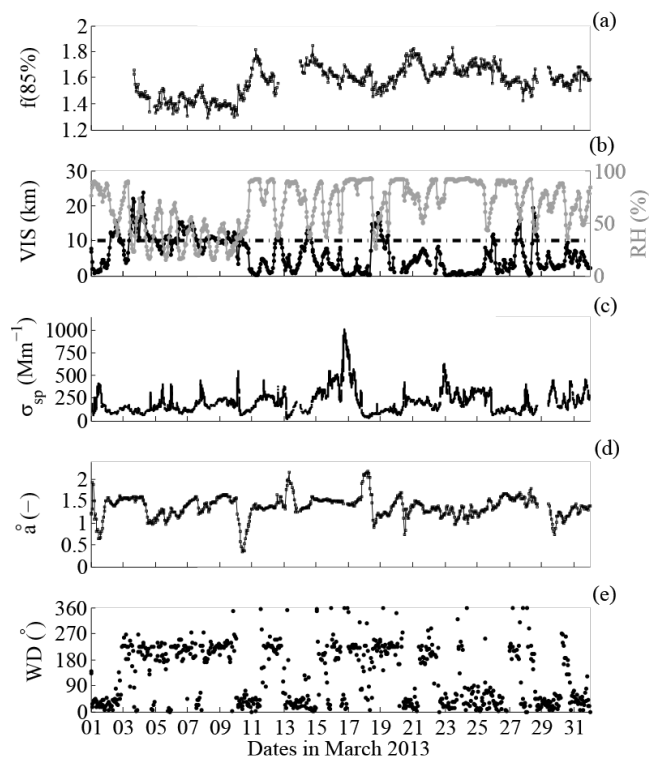 (a)
2
1.8
1.6
1.4
1.2
f(85%)
(b)
30
20
10
0
VIS (km)
100
50
0
RH (%)
(c)
1000
750
500
250
0
σsp (Mm−1)
(d)
2
1.5
1
0.5
0
å (−)
(e)
360
270
180
90
0
WD (°)
01 03 05 07 09 11 13 15 17 19 21 23 25 27 29 31
Dates in March 2013